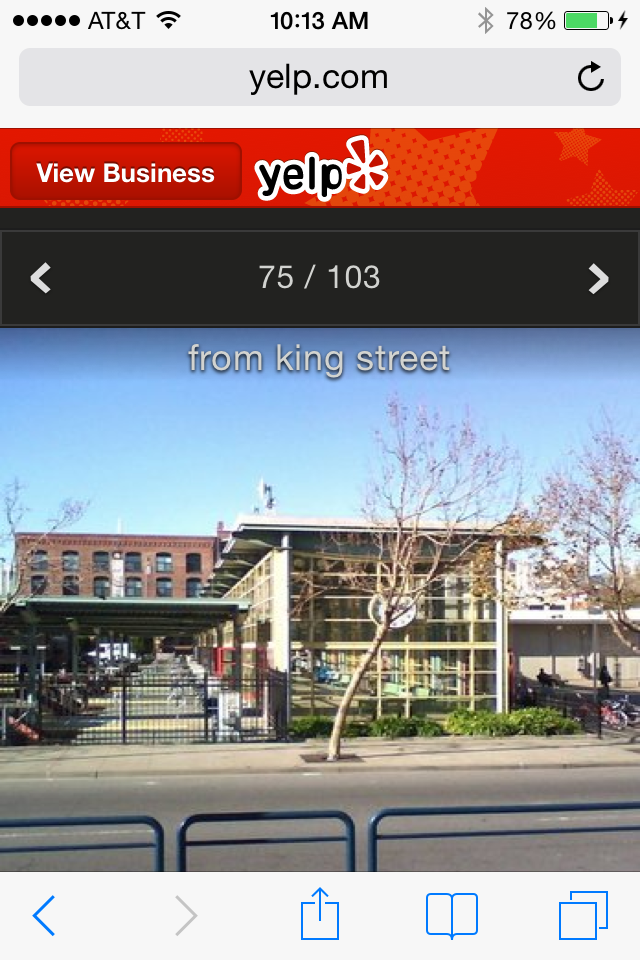 AT&T 10:13 AM 78%
yelp.com
View Business yelp
75 / 103
from king street